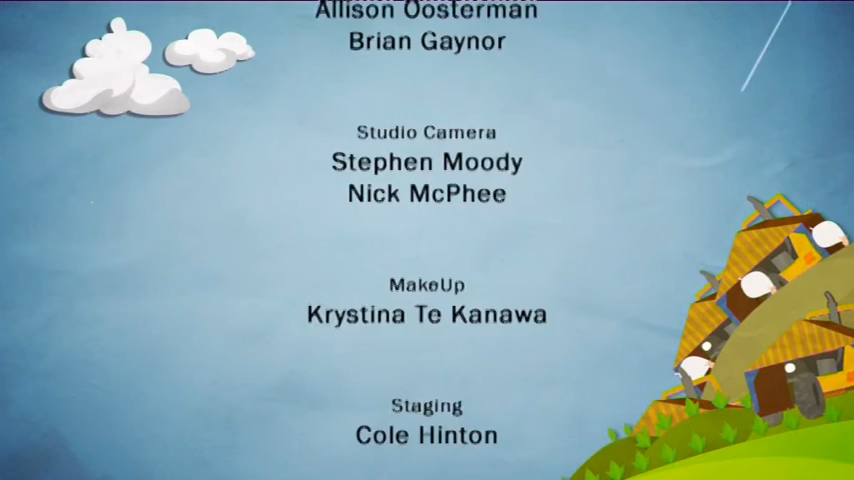 Allison Oosterman
Brian Gaynor
Studio Camera
Stephen Moody
Nick McPhee
MakeUp
Krystina Te Kanawa
Staging
Cole Hinton